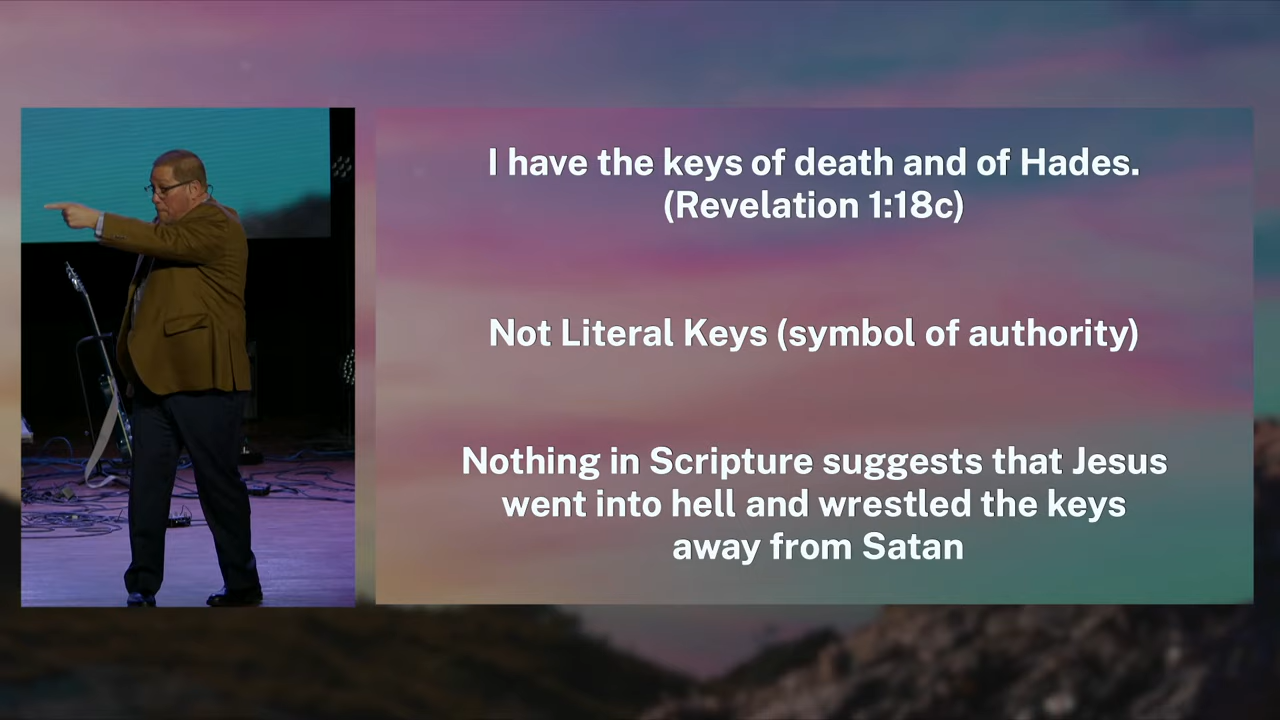 I have the keys of death and of Hades.
(Revelation 1:18c)
Not Literal Keys (symbol of authority)
Nothing in Scripture suggests that Jesus
went into hell and wrestled the keys
away from Satan